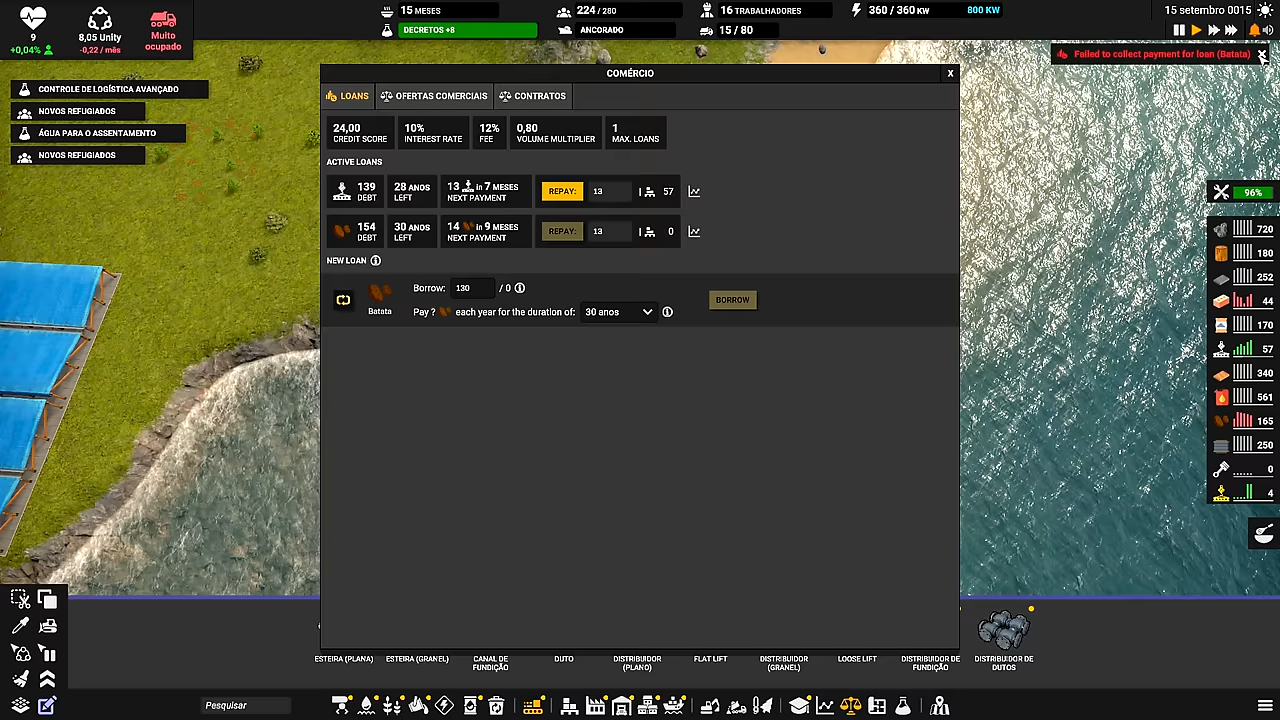 9
+0,04%
8,05 Unity
-0,22 / mês
Muito ocupado
15 MESES
DECRETOS +8
224 / 280
ANCORADO
16 TRABALHADORES
15 / 80
360 / 360 KW
800 KW
15 setembro 0015
Failed to collect payment for loan (Batata)
CONTROLE DE LOGÍSTICA AVANÇADO
NOVOS REFUGIADOS
ÁGUA PARA O ASSENTAMENTO
NOVOS REFUGIADOS
COMÉRCIO
X
LOANS
OFERTAS COMERCIAIS
CONTRATOS
24,00
CREDIT SCORE
10%
INTEREST RATE
12%
FEE
0,80
VOLUME MULTIPLIER
1
MAX. LOANS
ACTIVE LOANS
139
DEBT
28 ANOS
LEFT
13 in 7 MESES
NEXT PAYMENT
REPAY: 13 | 57
154
DEBT
30 ANOS
LEFT
14 in 9 MESES
NEXT PAYMENT
REPAY: 13 | 0
NEW LOAN
Batata
Borrow: 130 / 0
Pay ? each year for the duration of: 30 anos
BORROW
96%
720
180
252
44
170
57
340
561
165
250
0
4
ESTEIRA (PLANA)
ESTEIRA (GRANEL)
CANAL DE FUNDIÇÃO
DUTO
DISTRIBUIDOR (PLANO)
FLAT LIFT
DISTRIBUIDOR (GRANEL)
LOOSE LIFT
DISTRIBUIDOR DE FUNDIÇÃO
DISTRIBUIDOR DE DUTOS
Pesquisar